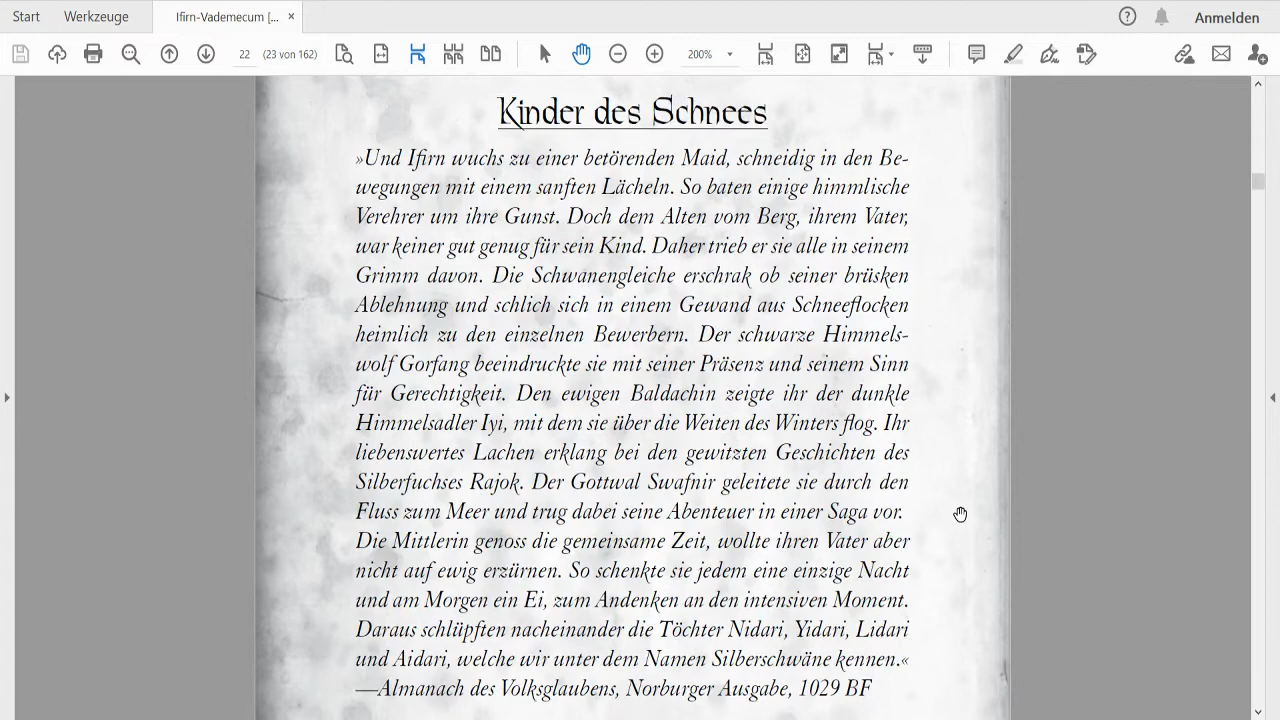 Start Werkzeuge Ifirn-Vademecum [... × Anmelden
22 (23 von 162) 200%
Kinder des Schnees
»Und Ifirn wuchs zu einer betörenden Maid, schneidig in den Be-
wegungen mit einem sanften Lächeln. So baten einige himmlische
Verehrer um ihre Gunst. Doch dem Alten vom Berg, ihrem Vater,
war keiner gut genug für sein Kind. Daher trieb er sie alle in seinem
Grimm davon. Die Schwanengleiche erschrak ob seiner brüsken
Ablehnung und schlich sich in einem Gewand aus Schneeflocken
heimlich zu den einzelnen Bewerbern. Der schwarze Himmels-
wolf Gorfang beeindruckte sie mit seiner Präsenz und seinem Sinn
für Gerechtigkeit. Den ewigen Baldachin zeigte ihr der dunkle
Himmelsadler Iyi, mit dem sie über die Weiten des Winters flog. Ihr
liebenswertes Lachen erklang bei den gewitzten Geschichten des
Silberfuchses Rajok. Der Gottwal Swafnir geleitete sie durch den
Fluss zum Meer und trug dabei seine Abenteuer in einer Saga vor.
Die Mittlerin genoss die gemeinsame Zeit, wollte ihren Vater aber
nicht auf ewig erzürnen. So schenkte sie jedem eine einzige Nacht
und am Morgen ein Ei, zum Andenken an den intensiven Moment.
Daraus schlüpften nacheinander die Töchter Nidari, Yidari, Lidari
und Aidari, welche wir unter dem Namen Silberschwäne kennen.«
—Almanach des Volksglaubens, Norburger Ausgabe, 1029 BF